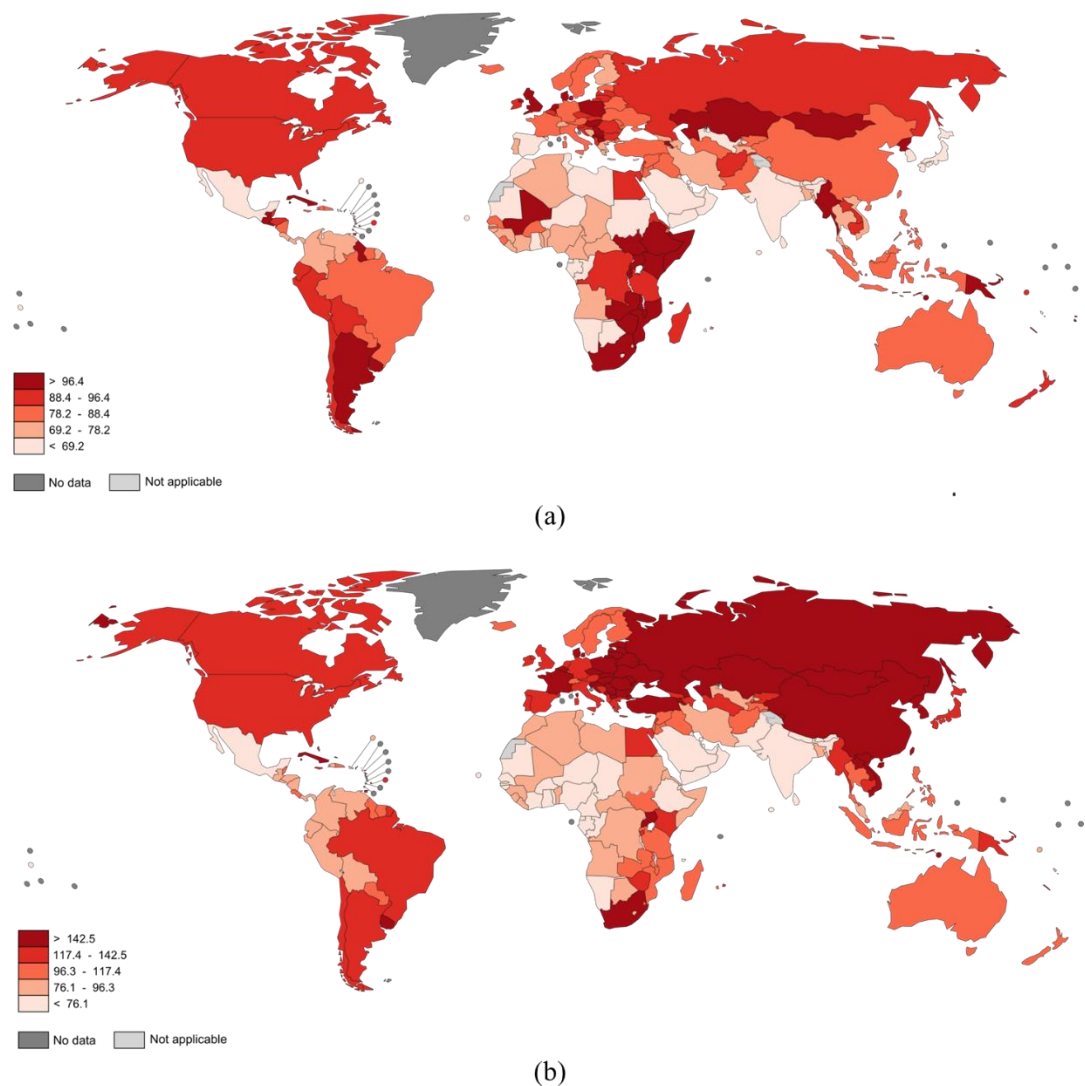 > 96.4
88.4 - 96.4
78.2 - 88.4
69.2 - 78.2
< 69.2
No data Not applicable
(a)
> 142.5
117.4 - 142.5
96.3 - 117.4
76.1 - 96.3
< 76.1
No data Not applicable
(b)